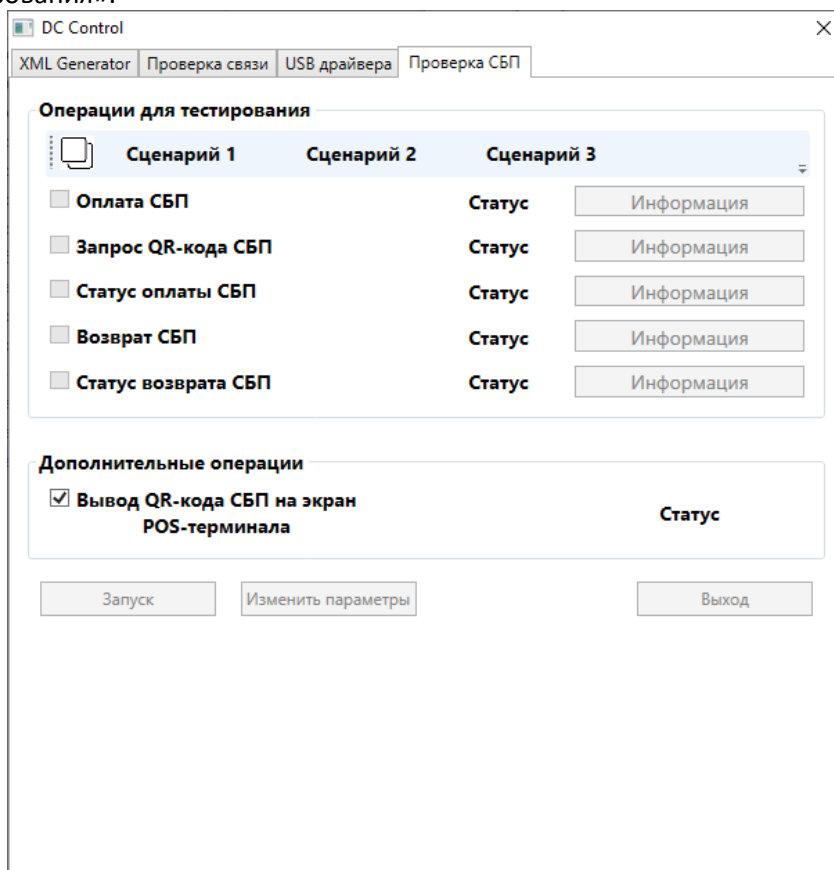 ования».
DC Control
XML Generator Проверка связи USB драйвера Проверка СБП
Операции для тестирования
Сценарий 1 Сценарий 2 Сценарий 3
Оплата СБП Статус Информация
Запрос QR-кода СБП Статус Информация
Статус оплаты СБП Статус Информация
Возврат СБП Статус Информация
Статус возврата СБП Статус Информация
Дополнительные операции
Вывод QR-кода СБП на экран
POS-терминала Статус
Запуск Изменить параметры Выход